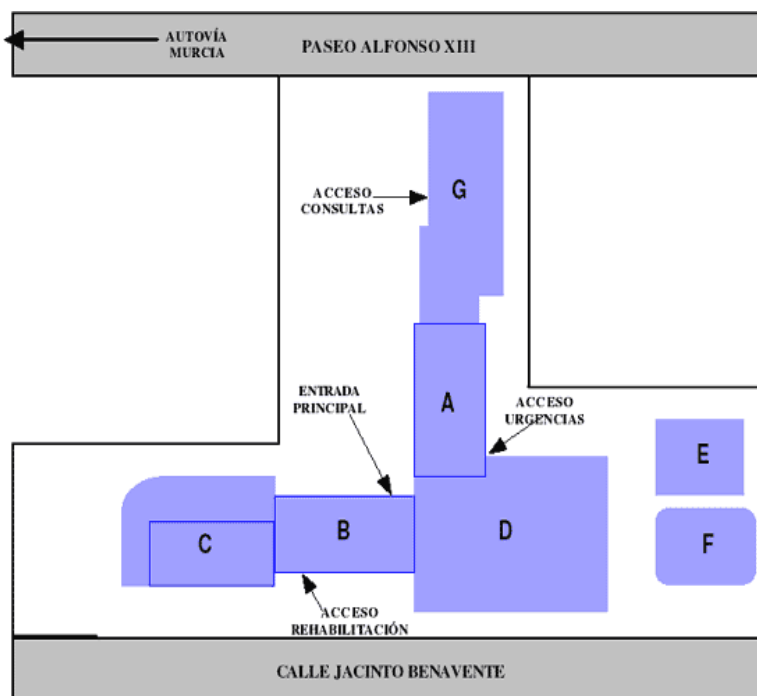 AUTOVÍA
MURCIA
PASEO ALFONSO XIII
ACCESO
CONSULTAS
G
ENTRADA
PRINCIPAL
A
ACCESO
URGENCIAS
E
C
B
D
F
ACCESO
REHABILITACIÓN
CALLE JACINTO BENAVENTE